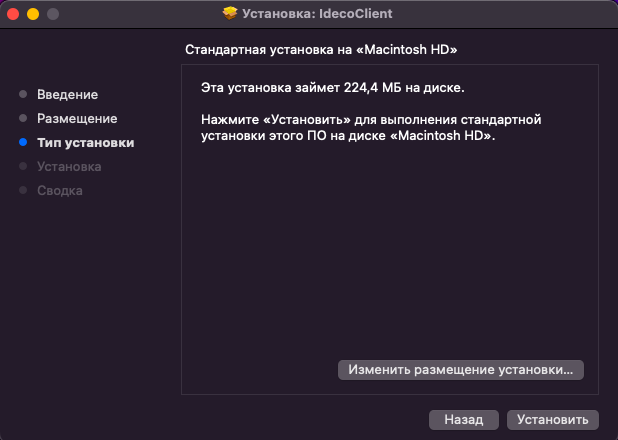 Установка: IdecoClient
Стандартная установка на «Macintosh HD»
Введение
Размещение
Тип установки
Установка
Сводка
Эта установка займет 224,4 МБ на диске.
Нажмите «Установить» для выполнения стандартной
установки этого ПО на диске «Macintosh HD».
Изменить размещение установки...
Назад
Установить